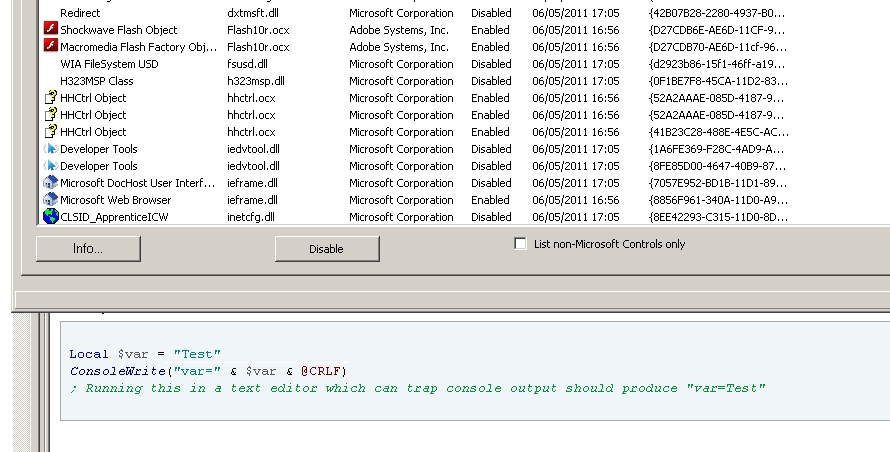 Redirect dxtmsft.dll Microsoft Corporation Disabled 06/05/2011 17:05 {42B07B28-2280-4937-B0...
Shockwave Flash Object Flash10r.ocx Adobe Systems, Inc. Enabled 06/05/2011 16:56 {D27CDB6E-AE6D-11CF-9...
Macromedia Flash Factory Obj... Flash10r.ocx Adobe Systems, Inc. Enabled 06/05/2011 16:56 {D27CDB70-AE6D-11cf-96...
WIA FileSystem USD fsusd.dll Microsoft Corporation Disabled 06/05/2011 17:05 {d2923b86-15f1-46ff-a19...
H323MSP Class h323msp.dll Microsoft Corporation Disabled 06/05/2011 17:05 {0F1BE7F8-45CA-11D2-83...
HHCtrl Object hhctrl.ocx Microsoft Corporation Enabled 06/05/2011 16:56 {52A2AAAE-085D-4187-9...
HHCtrl Object hhctrl.ocx Microsoft Corporation Enabled 06/05/2011 16:56 {52A2AAAE-085D-4187-9...
HHCtrl Object hhctrl.ocx Microsoft Corporation Enabled 06/05/2011 16:56 {41B23C28-488E-4E5C-AC...
Developer Tools iedvtool.dll Microsoft Corporation Disabled 06/05/2011 17:05 {1A6FE369-F28C-4AD9-A...
Developer Tools iedvtool.dll Microsoft Corporation Disabled 06/05/2011 17:05 {8FE85D00-4647-40B9-87...
Microsoft DocHost User Interf... ieframe.dll Microsoft Corporation Disabled 06/05/2011 17:05 {7057E952-BD1B-11D1-89...
Microsoft Web Browser ieframe.dll Microsoft Corporation Enabled 06/05/2011 16:56 {8856F961-340A-11D0-A9...
CLSID_ApprenticeICW inetcfg.dll Microsoft Corporation Disabled 06/05/2011 17:05 {8EE42293-C315-11D0-8D...
Info... Disable List non-Microsoft Controls only
Local $var = "Test"
ConsoleWrite("var=" & $var & @CRLF)
; Running this in a text editor which can trap console output should produce "var=Test"